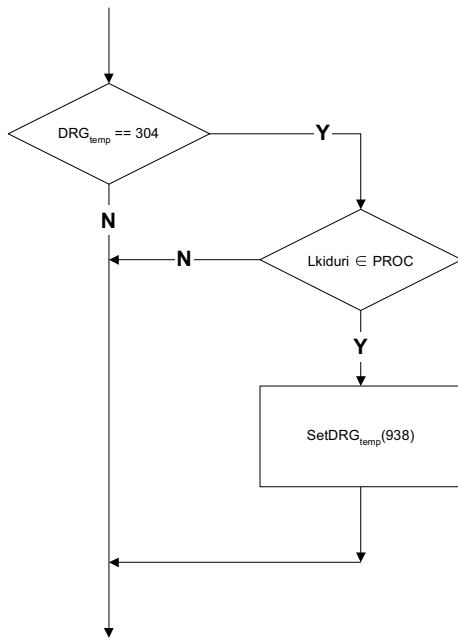 DRGtemp == 304
Y
N
N
Lkiduri ∈ PROC
Y
SetDRGtemp(938)